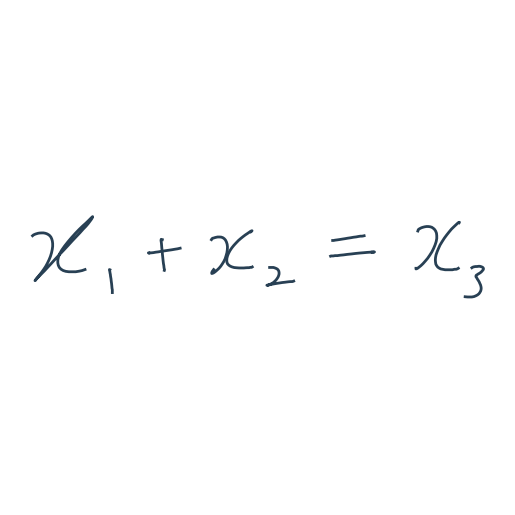 x₁ + x₂ = x₃